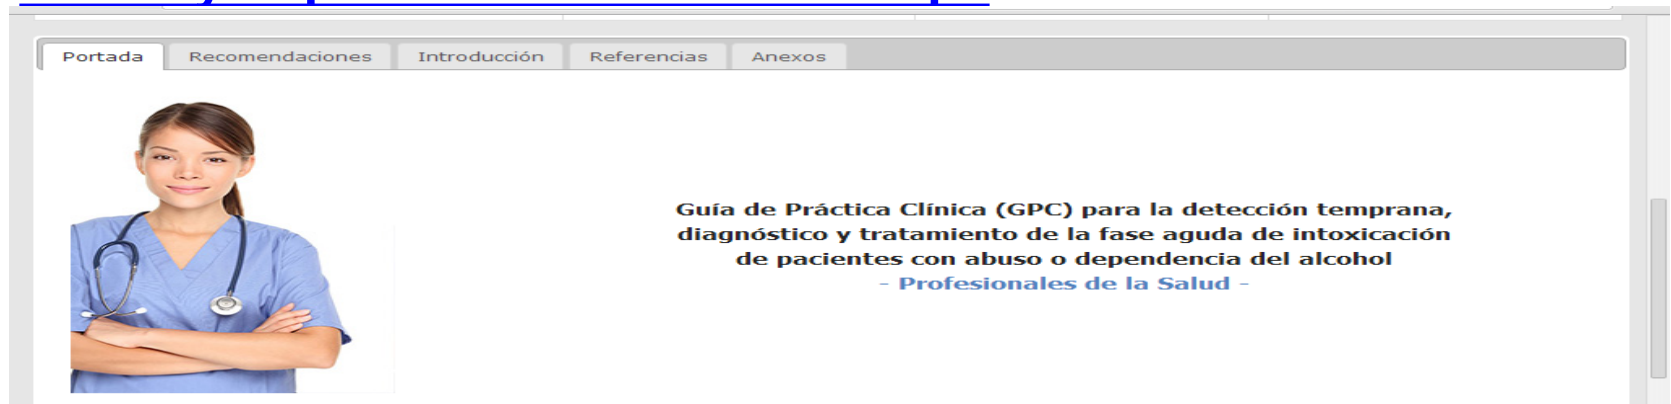 Portada Recomendaciones Introducción Referencias Anexos
Guía de Práctica Clínica (GPC) para la detección temprana,
diagnóstico y tratamiento de la fase aguda de intoxicación
de pacientes con abuso o dependencia del alcohol
- Profesionales de la Salud -